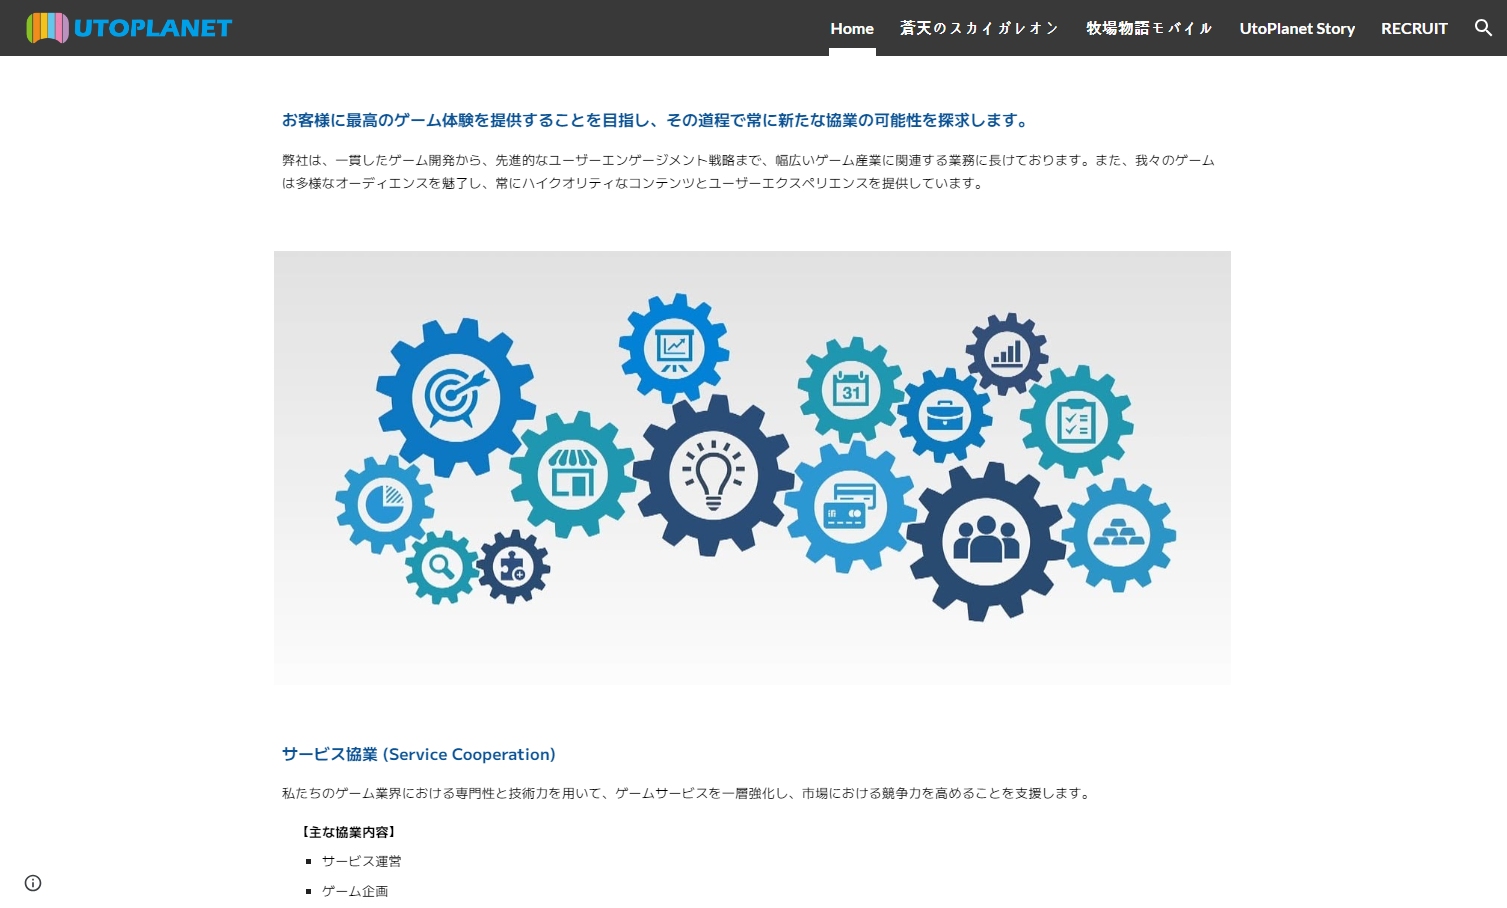 UTOPLANET
Home 蒼天のスカイガレオン 牧場物語モバイル UtoPlanet Story RECRUIT
お客様に最高のゲーム体験を提供することを目指し、その道程で常に新たな協業の可能性を探求します。
弊社は、一貫したゲーム開発から、先進的なユーザーエンゲージメント戦略まで、幅広いゲーム産業に関連する業務に長けております。また、我々のゲーム
は多様なオーディエンスを魅了し、常にハイクオリティなコンテンツとユーザーエクスペリエンスを提供しています。
31
サービス協業 (Service Cooperation)
私たちのゲーム業界における専門性と技術力を用いて、ゲームサービスを一層強化し、市場における競争力を高めることを支援します。
【主な協業内容】
サービス運営
ゲーム企画